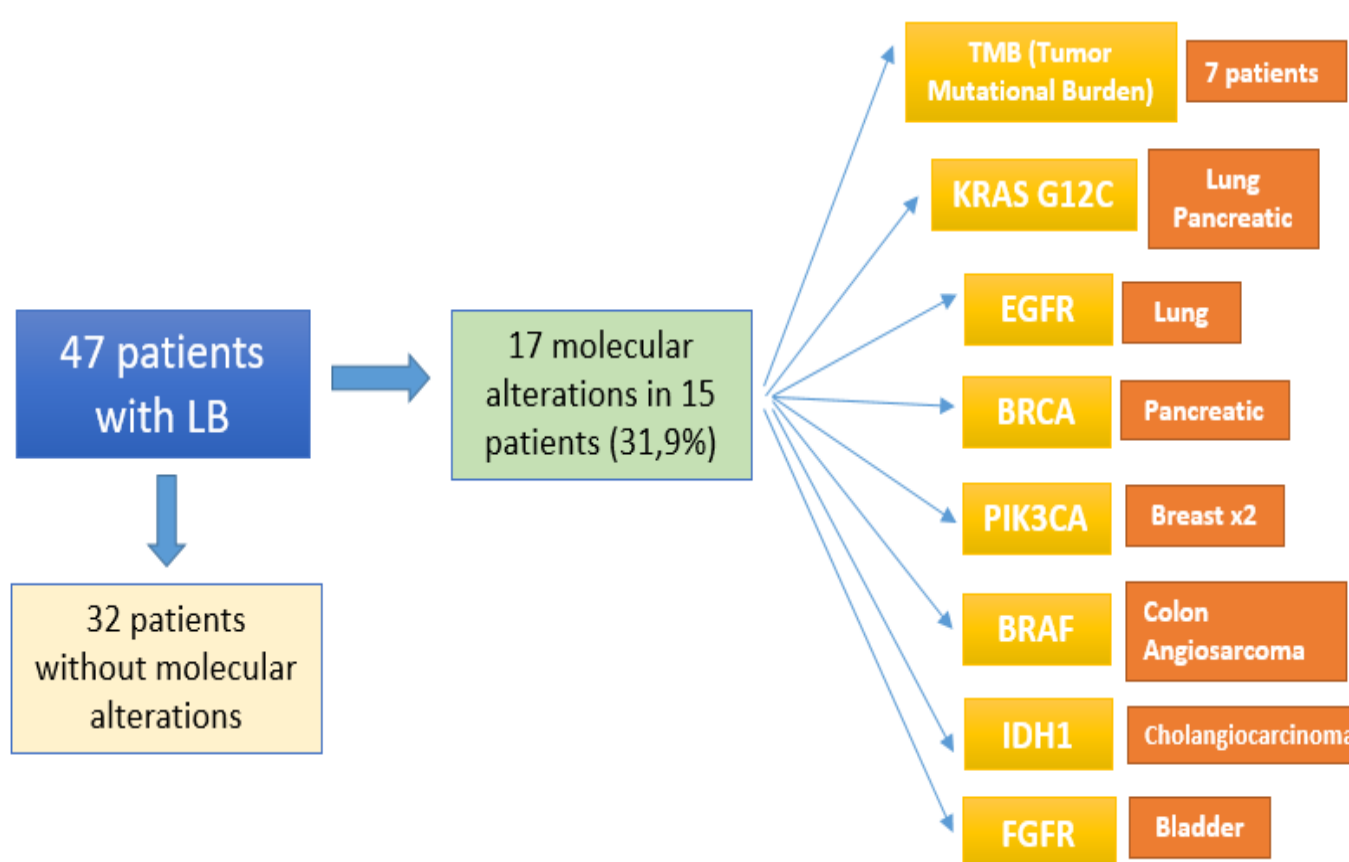 47 patients
with LB
32 patients
without molecular
alterations
17 molecular
alterations in 15
patients (31,9%)
TMB (Tumor
Mutational Burden)
7 patients
KRAS G12C
Lung
Pancreatic
EGFR
Lung
BRCA
Pancreatic
PIK3CA
Breast x2
BRAF
Colon
Angiosarcoma
IDH1
Cholangiocarcinoma
FGFR
Bladder